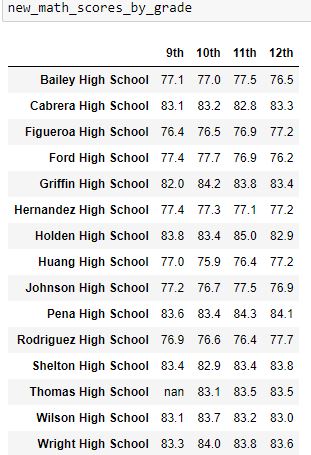 new_math_scores_by_grade
9th 10th 11th 12th
Bailey High School 77.1 77.0 77.5 76.5
Cabrera High School 83.1 83.2 82.8 83.3
Figueroa High School 76.4 76.5 76.9 77.2
Ford High School 77.4 77.7 76.9 76.2
Griffin High School 82.0 84.2 83.8 83.4
Hernandez High School 77.4 77.3 77.1 77.2
Holden High School 83.8 83.4 85.0 82.9
Huang High School 77.0 75.9 76.4 77.2
Johnson High School 77.2 76.7 77.5 76.9
Pena High School 83.6 83.4 84.3 84.1
Rodriguez High School 76.9 76.6 76.4 77.7
Shelton High School 83.4 82.9 83.4 83.8
Thomas High School nan 83.1 83.5 83.5
Wilson High School 83.1 83.7 83.2 83.0
Wright High School 83.3 84.0 83.8 83.6